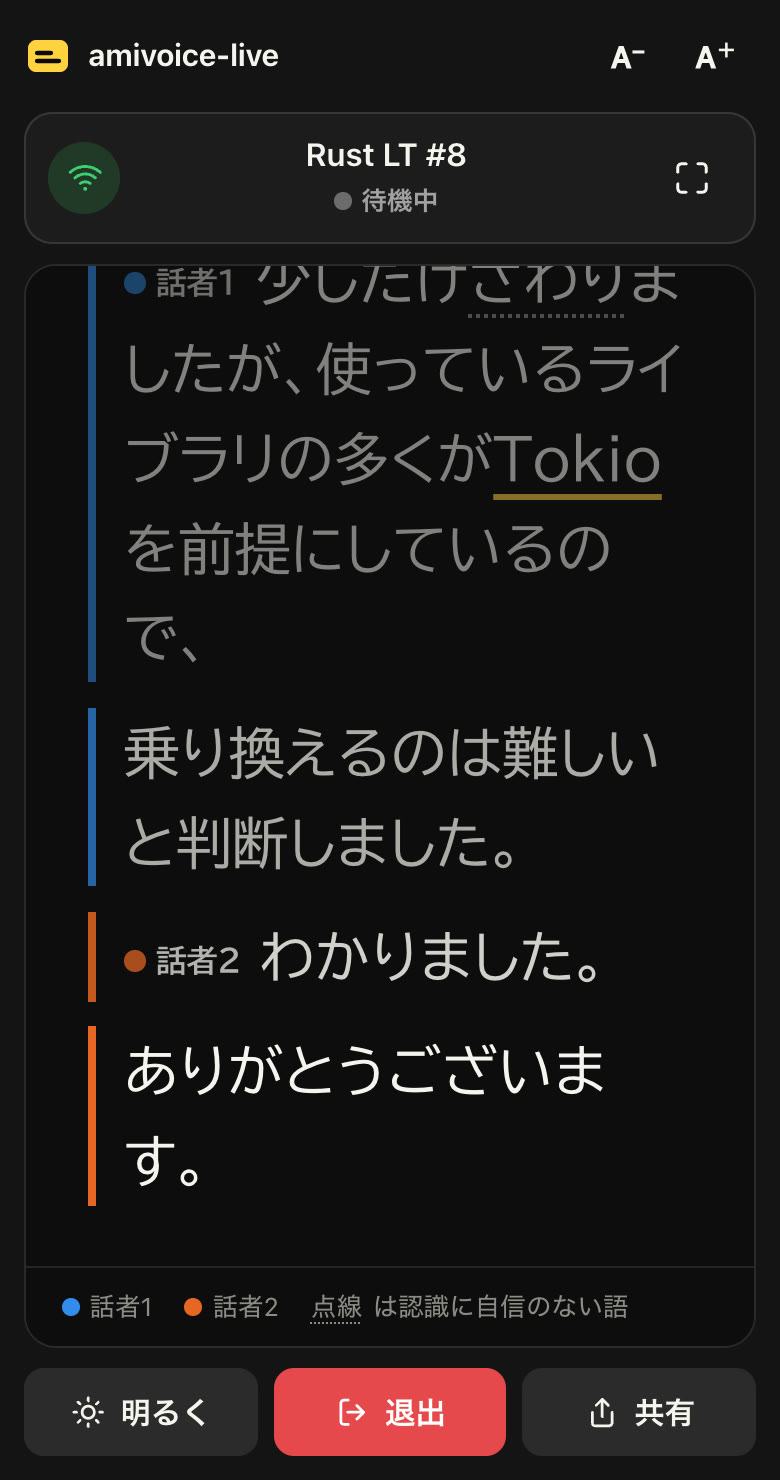 amivoice-live
A− A+
Rust LT #8
待機中
話者1 少しだけさわりま
したが、使っているライ
ブラリの多くがTokio
を前提にしているの
で、
乗り換えるのは難しい
と判断しました。
話者2 わかりました。
ありがとうございま
す。
話者1 話者2 点線 は認識に自信のない語
明るく 退出 共有